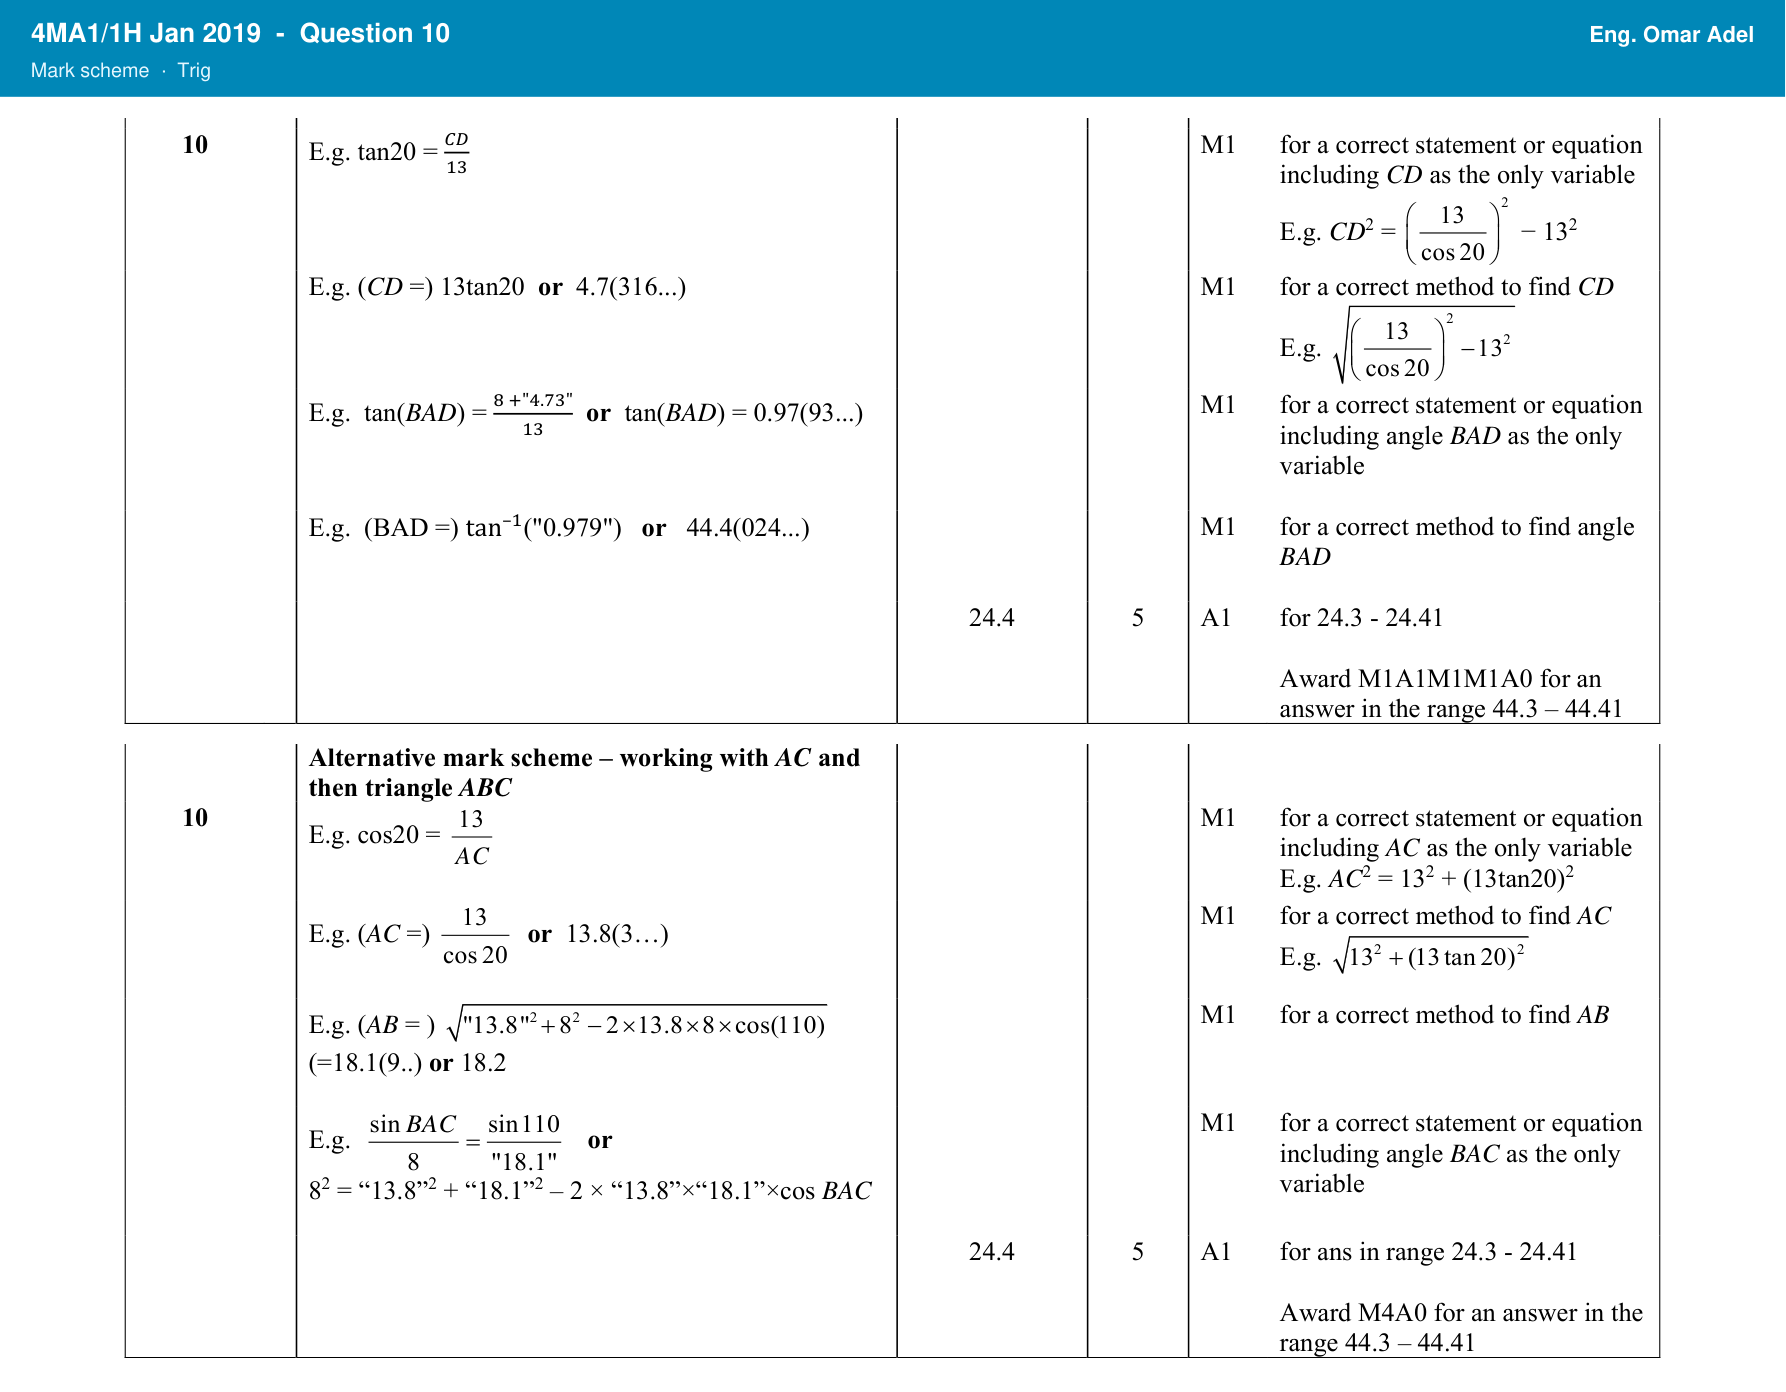 4MA1/1H Jan 2019 - Question 10
Eng. Omar Adel
Mark scheme · Trig
10 E.g. tan20 = CD/13 M1 for a correct statement or equation
including CD as the only variable
E.g. CD² = (13/cos 20)² − 13²
E.g. (CD =) 13tan20 or 4.7(316...) M1 for a correct method to find CD
E.g. √((13/cos 20)² −13²)
E.g. tan(BAD) = (8 +"4.73")/13 or tan(BAD) = 0.97(93...) M1 for a correct statement or equation
including angle BAD as the only
variable
E.g. (BAD =) tan⁻¹("0.979") or 44.4(024...) M1 for a correct method to find angle
BAD
24.4 5 A1 for 24.3 - 24.41
Award M1A1M1M1A0 for an
answer in the range 44.3 – 44.41
Alternative mark scheme – working with AC and
then triangle ABC
10 E.g. cos20 = 13/AC M1 for a correct statement or equation
including AC as the only variable
E.g. AC² = 13² + (13tan20)²
E.g. (AC =) 13/cos 20 or 13.8(3…) M1 for a correct method to find AC
E.g. √(13² + (13 tan 20)²)
E.g. (AB = ) √("13.8"² + 8² − 2×13.8×8×cos(110)) M1 for a correct method to find AB
(=18.1(9..) or 18.2
E.g. sin BAC/8 = sin110/"18.1" or M1 for a correct statement or equation
including angle BAC as the only
variable
8² = “13.8”² + “18.1”² – 2 × “13.8”×“18.1”×cos BAC
24.4 5 A1 for ans in range 24.3 - 24.41
Award M4A0 for an answer in the
range 44.3 – 44.41